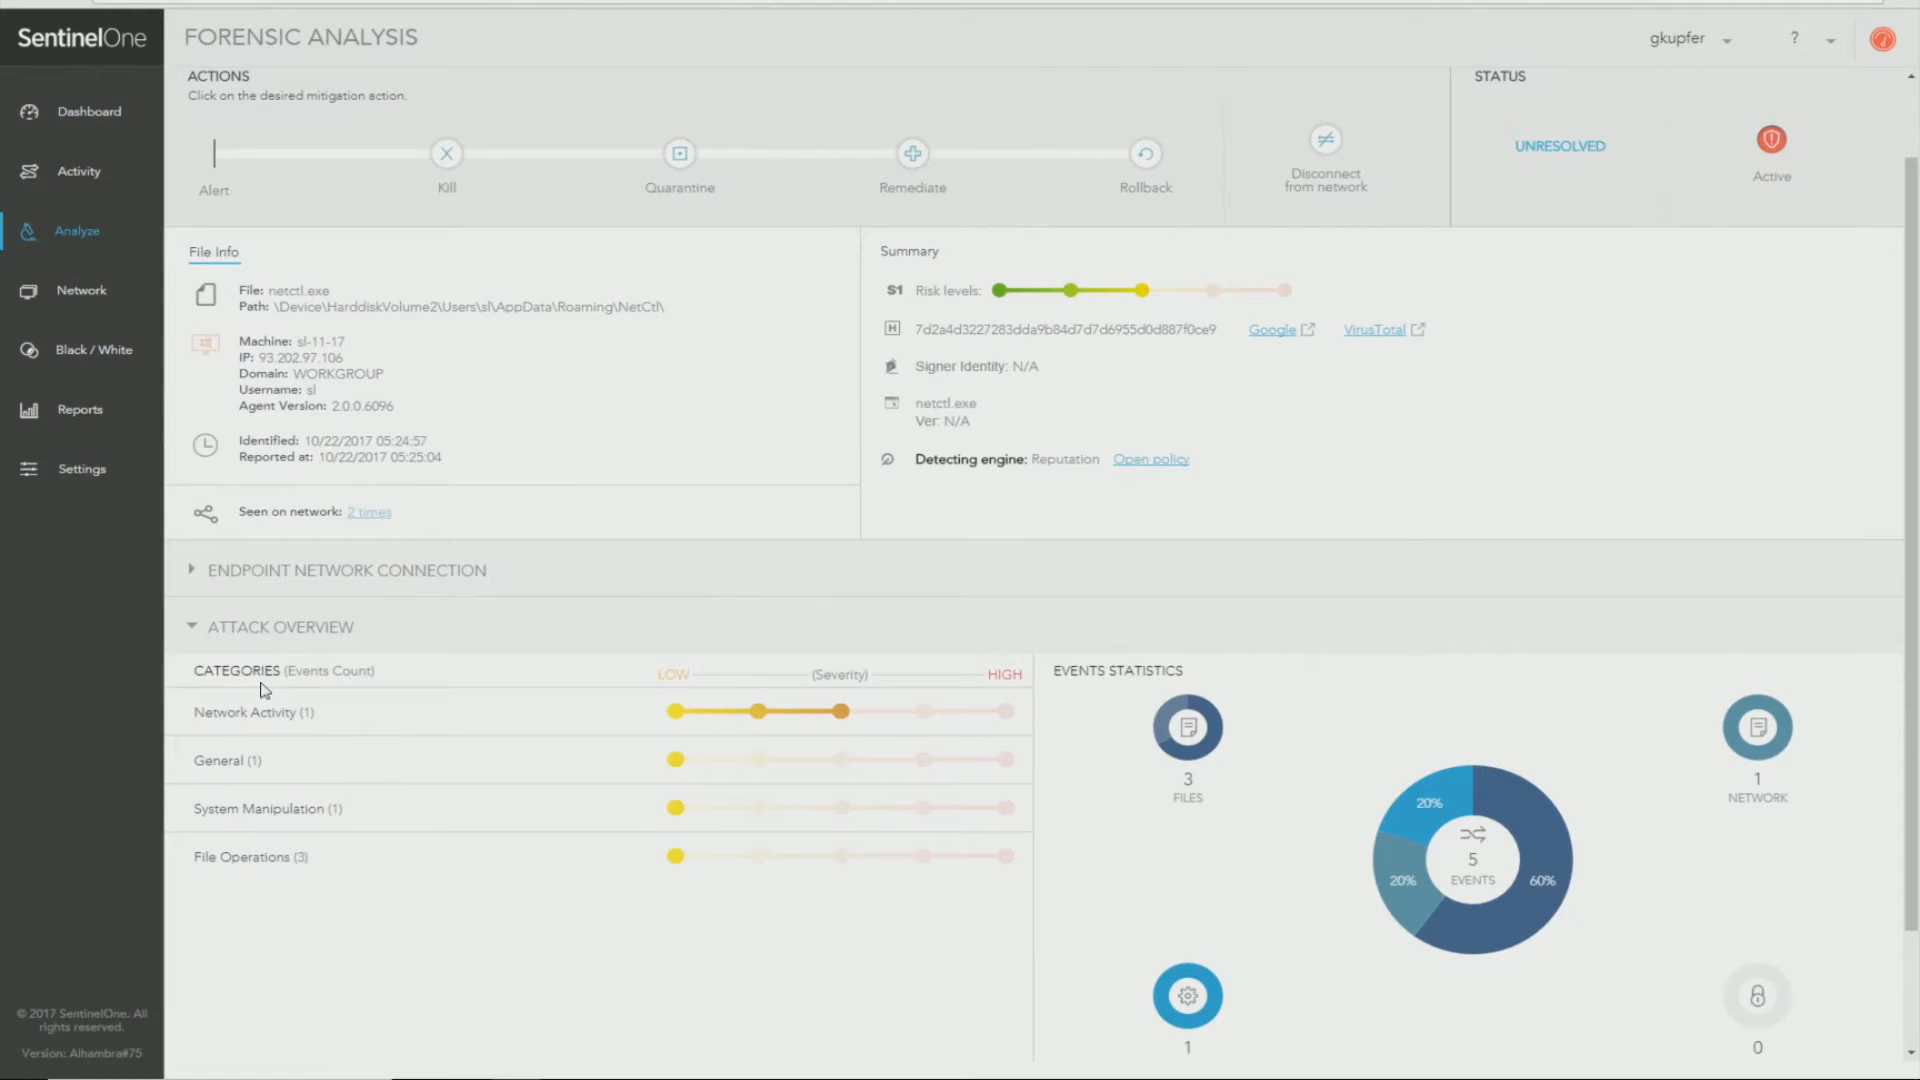 SentinelOne
FORENSIC ANALYSIS
gkupfer
?
Dashboard
Activity
Analyze
Network
Black / White
Reports
Settings
© 2017 SentinelOne. All
rights reserved.
Version: Alhambra#75
ACTIONS
Click on the desired mitigation action.
Alert
Kill
Quarantine
Remediate
Rollback
Disconnect
from network
STATUS
UNRESOLVED
Active
File Info
File: netctl.exe
Path: \Device\HarddiskVolume2\Users\sl\AppData\Roaming\NetCtl\
Machine: sl-11-17
IP: 93.202.97.106
Domain: WORKGROUP
Username: sl
Agent Version: 2.0.0.6096
Identified: 10/22/2017 05:24:57
Reported at: 10/22/2017 05:25:04
Seen on network: 2 times
Summary
S1 Risk levels:
H 7d2a4d3227283dda9b84d7d7d6955d0d887f0ce9 Google VirusTotal
Signer Identity: N/A
netctl.exe
Ver: N/A
Detecting engine: Reputation Open policy
ENDPOINT NETWORK CONNECTION
ATTACK OVERVIEW
CATEGORIES (Events Count) LOW (Severity) HIGH
Network Activity (1)
General (1)
System Manipulation (1)
File Operations (3)
EVENTS STATISTICS
3
FILES
1
NETWORK
20%
20%
60%
5
EVENTS
1
0